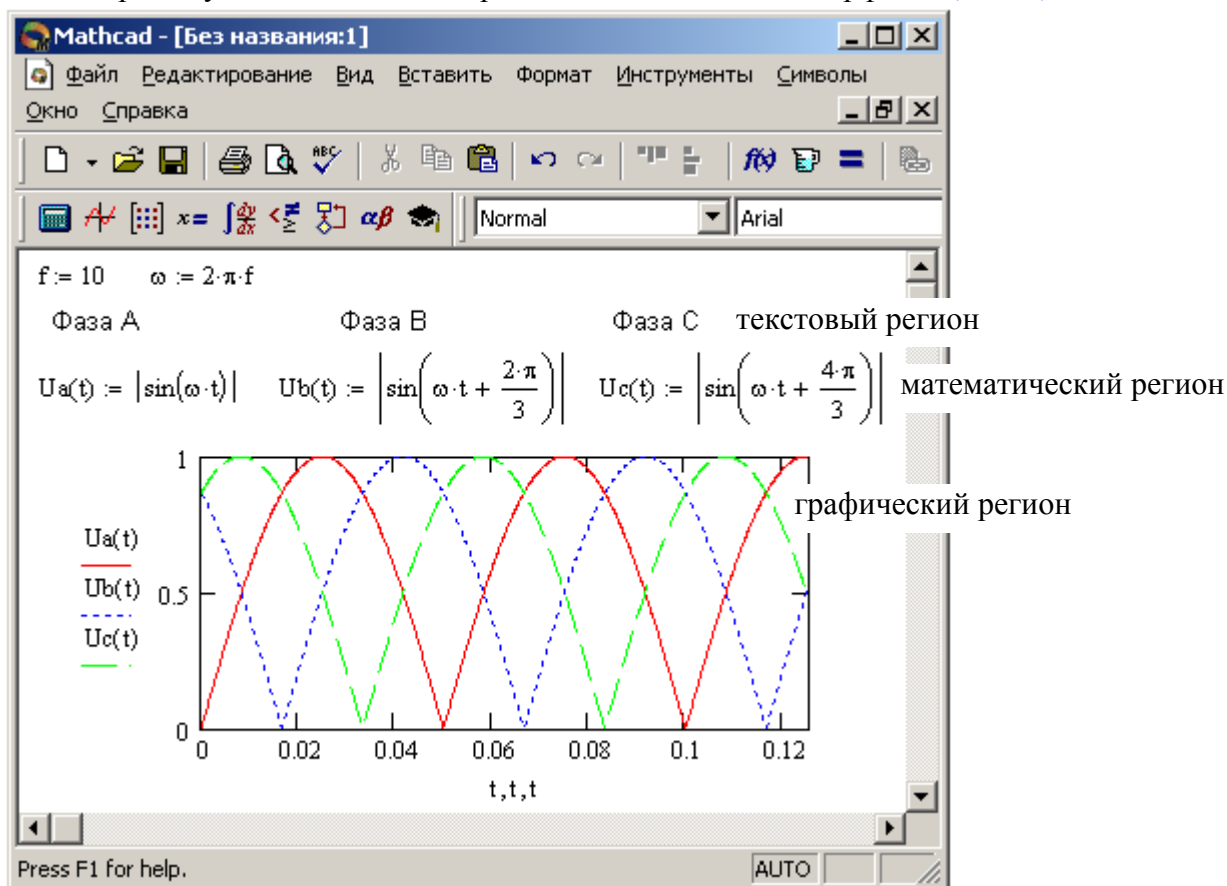 Mathcad - [Без названия:1]
Файл Редактирование Вид Вставить Формат Инструменты Символы
Окно Справка
Normal Arial
f := 10 ω := 2·π·f
Фаза A Фаза B Фаза C текстовый регион
Ua(t) := |sin(ω·t)| Ub(t) := |sin(ω·t + 2·π/3)| Uc(t) := |sin(ω·t + 4·π/3)| математический регион
графический регион
1
Ua(t)
Ub(t)
0.5
Uc(t)
0
0 0.02 0.04 0.06 0.08 0.1 0.12
t,t,t
Press F1 for help. AUTO